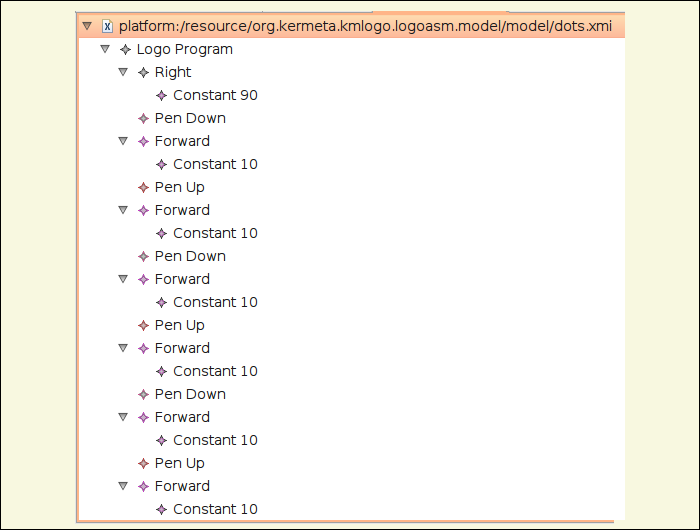 platform:/resource/org.kermeta.kmlogo.logoasm.model/model/dots.xmi
Logo Program
Right
Constant 90
Pen Down
Forward
Constant 10
Pen Up
Forward
Constant 10
Pen Down
Forward
Constant 10
Pen Up
Forward
Constant 10
Pen Down
Forward
Constant 10
Pen Up
Forward
Constant 10